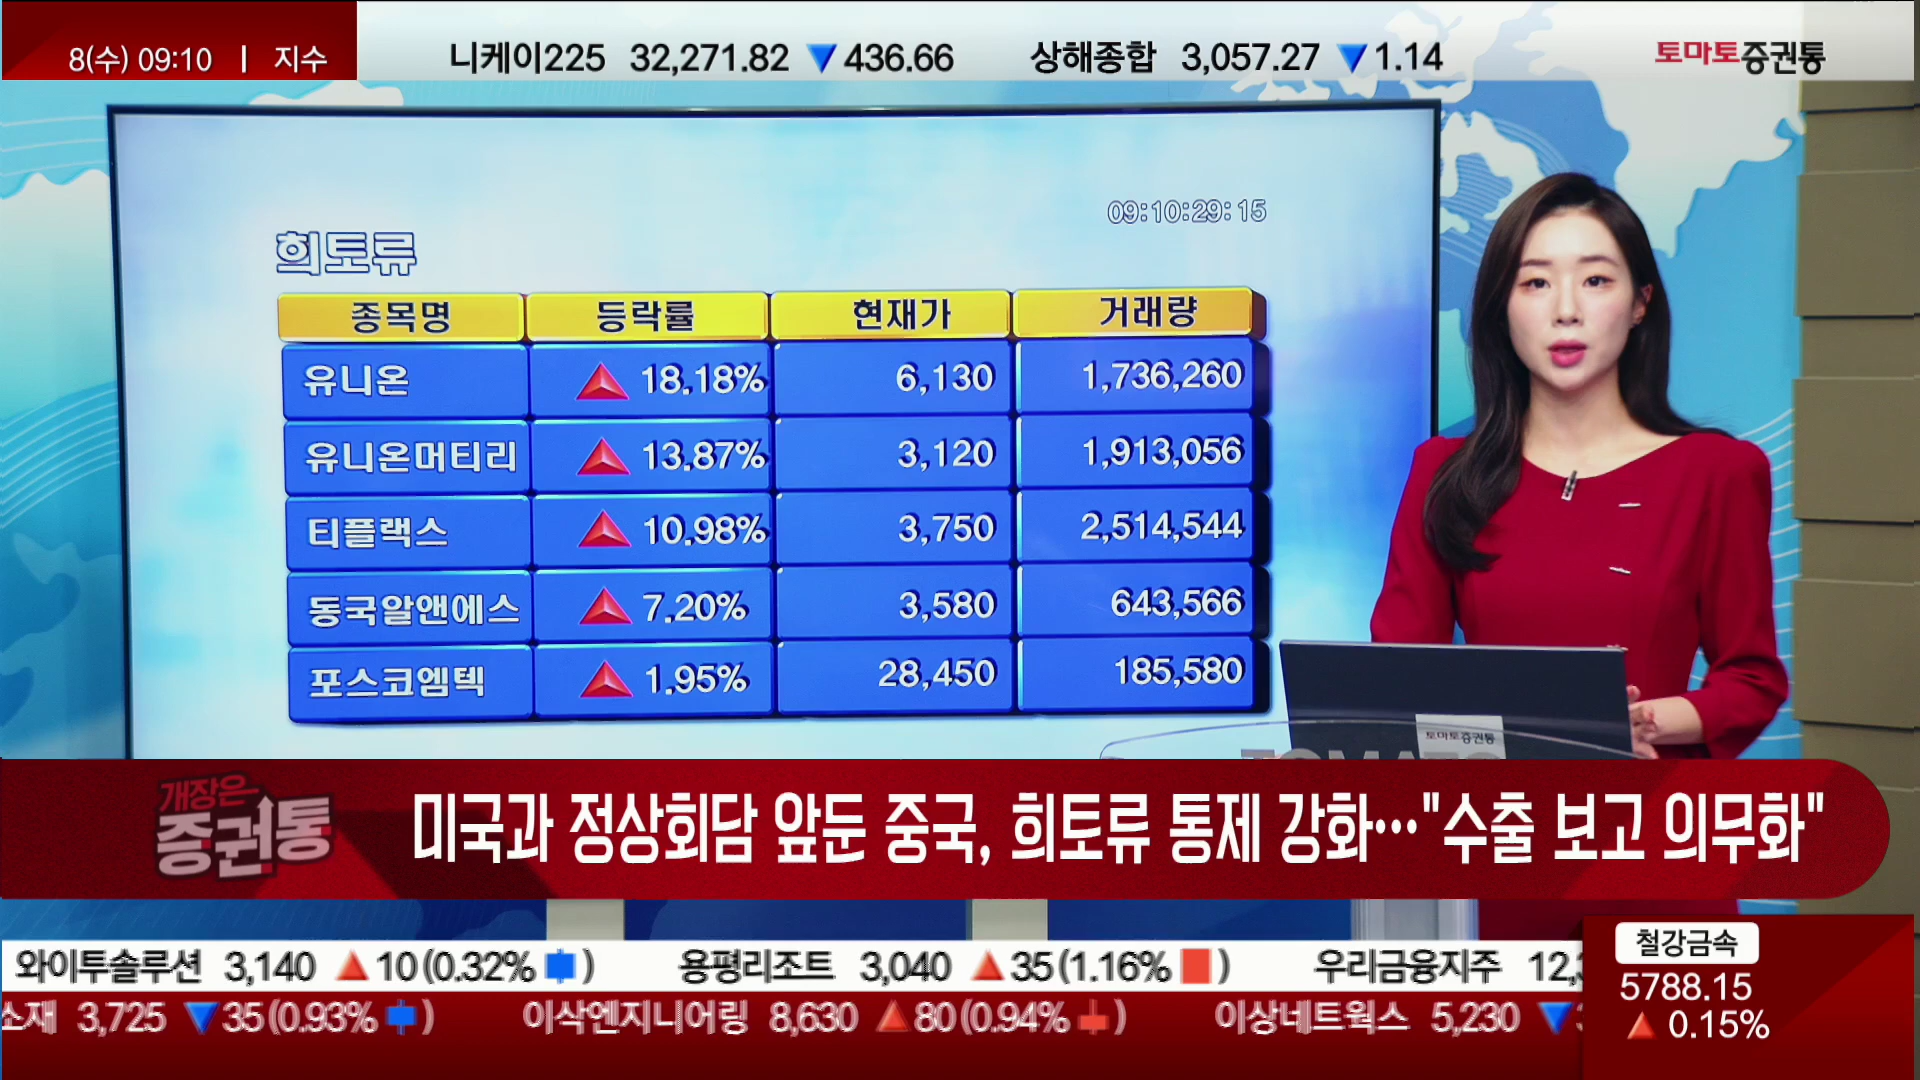 8(수) 09:10 | 지수
니케이225 32,271.82 ▼436.66 상해종합 3,057.27 ▼1.14
토마토증권통
09:10:29:15
희토류
종목명 등락률 현재가 거래량
유니온 ▲ 18.18% 6,130 1,736,260
유니온머티리 ▲ 13.87% 3,120 1,913,056
티플랙스 ▲ 10.98% 3,750 2,514,544
동국알앤에스 ▲ 7.20% 3,580 643,566
포스코엠텍 ▲ 1.95% 28,450 185,580
토마토증권통
TOMATO
개장은
증권통
미국과 정상회담 앞둔 중국, 희토류 통제 강화…"수출 보고 의무화"
와이투솔루션 3,140 ▲10(0.32%) 용평리조트 3,040 ▲35(1.16%) 우리금융지주 12,
소재 3,725 ▼35(0.93%) 이삭엔지니어링 8,630 ▲80(0.94%) 이상네트웍스 5,230 ▼
철강금속
5788.15
▲ 0.15%